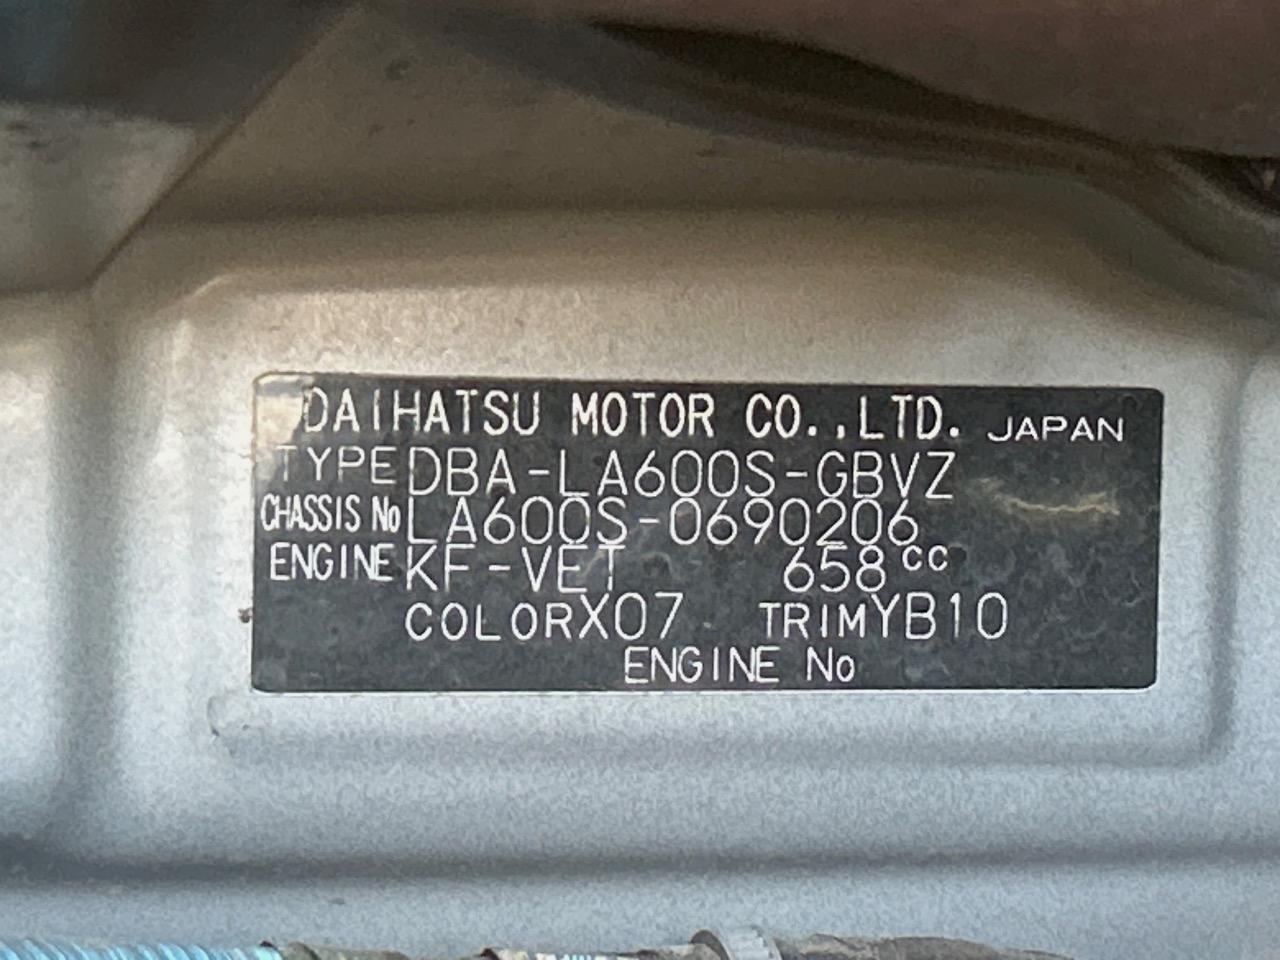 DAIHATSU MOTOR CO.,LTD. JAPAN
TYPE DBA-LA600S-GBVZ
CHASSIS No LA600S-0690206
ENGINE KF-VET 658cc
COLOR X07 TRIM YB10
ENGINE No